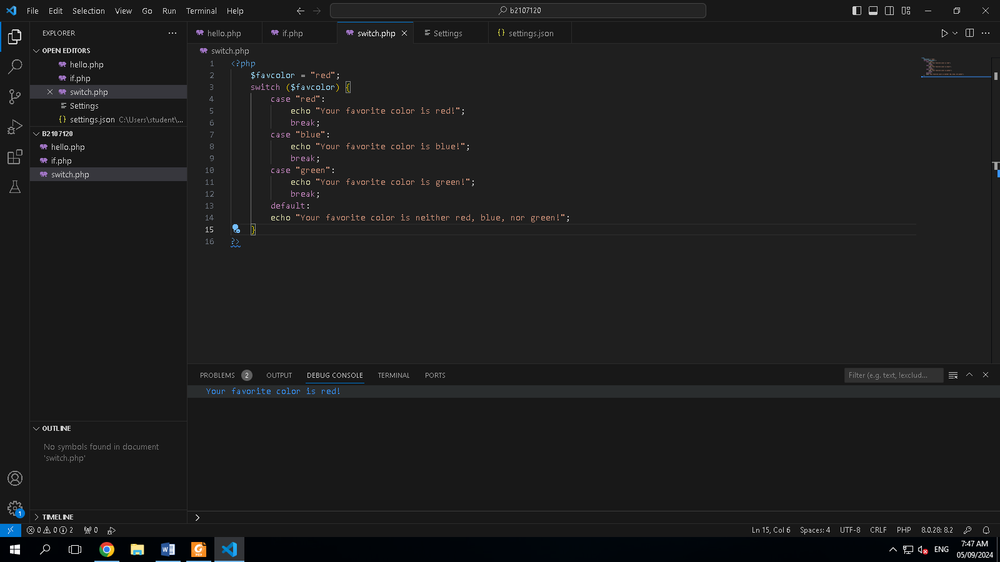 File Edit Selection View Go Run Terminal Help
b2107120
EXPLORER
OPEN EDITORS
hello.php
if.php
switch.php
Settings
settings.json C:\Users\student\...
B2107120
hello.php
if.php
switch.php
OUTLINE
No symbols found in document
'switch.php'
TIMELINE
hello.php if.php switch.php Settings settings.json
switch.php
1 <?php
2 $favcolor = "red";
3 switch ($favcolor) {
4 case "red":
5 echo "Your favorite color is red!";
6 break;
7 case "blue":
8 echo "Your favorite color is blue!";
9 break;
10 case "green":
11 echo "Your favorite color is green!";
12 break;
13 default:
14 echo "Your favorite color is neither red, blue, nor green!";
15 }
16 ?>
PROBLEMS 2 OUTPUT DEBUG CONSOLE TERMINAL PORTS
Filter (e.g. text, !exclud...
Your favorite color is red!
1
0 0 2 0
Ln 15, Col 6 Spaces: 4 UTF-8 CRLF PHP 8.0.28: 8.2
ENG
7:47 AM
05/09/2024